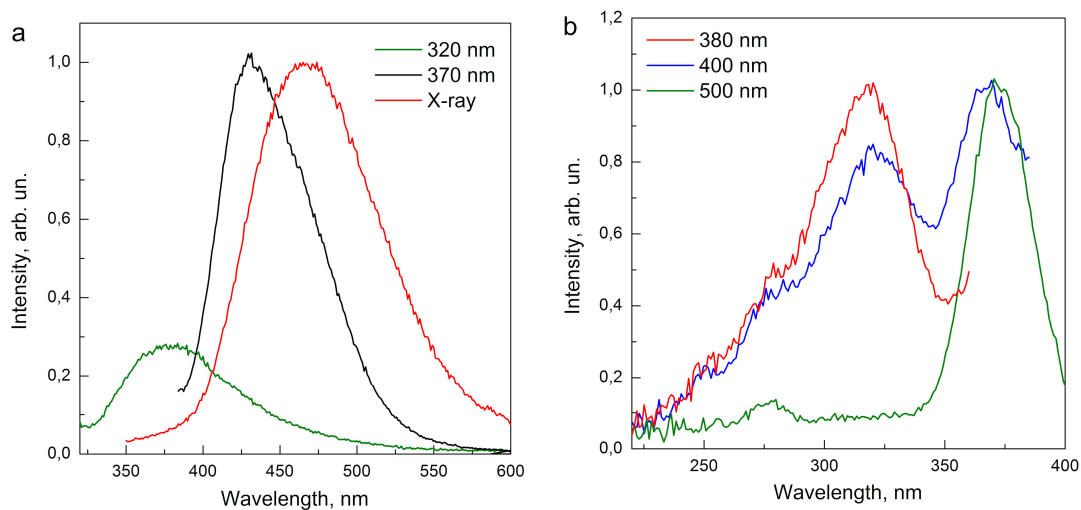 a
320 nm
370 nm
X-ray
1,0
0,8
0,6
0,4
0,2
0,0
350
400
450
500
550
600
Wavelength, nm
Intensity, arb. un.
b
380 nm
400 nm
500 nm
1,2
1,0
0,8
0,6
0,4
0,2
0,0
250
300
350
400
Wavelength, nm
Intensity, arb. un.